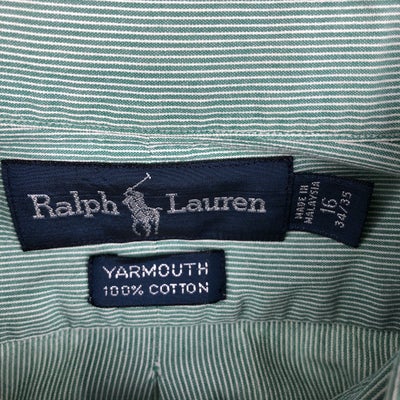 Ralph Lauren
MADE IN
MALAYSIA
16
34/35
YARMOUTH
100% COTTON